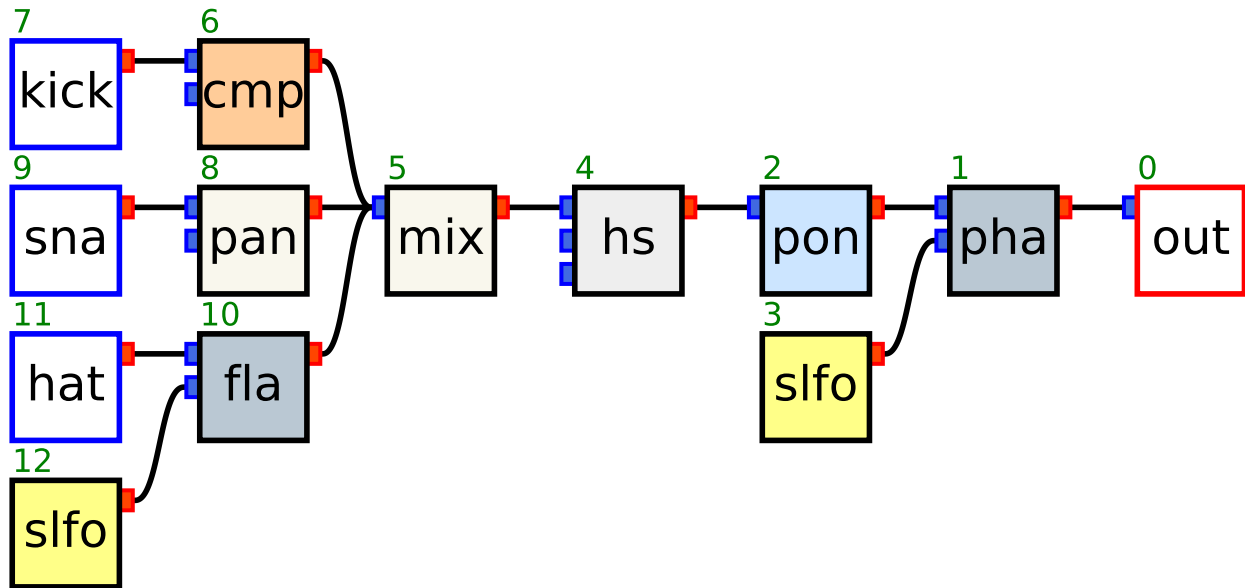 7 6
kick cmp
9 8 5 4 2 1 0
sna pan mix hs pon pha out
11 10 3
hat fla slfo
12
slfo